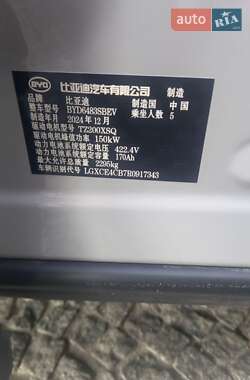 AUTO RIA
BYD 比亚迪汽车有限公司 制造
品牌 比亚迪 制造国 中国
整车型号 BYD6483SBEV 乘坐人数 5
制造年月 2024年12月
驱动电机型号 TZ200XSQ
驱动电机峰值功率 150kW
动力电池系统额定电压 422.4V
动力电池系统额定容量 170Ah
最大允许总质量 2295kg
车辆识别代号 LGXCE4CB7R0917343